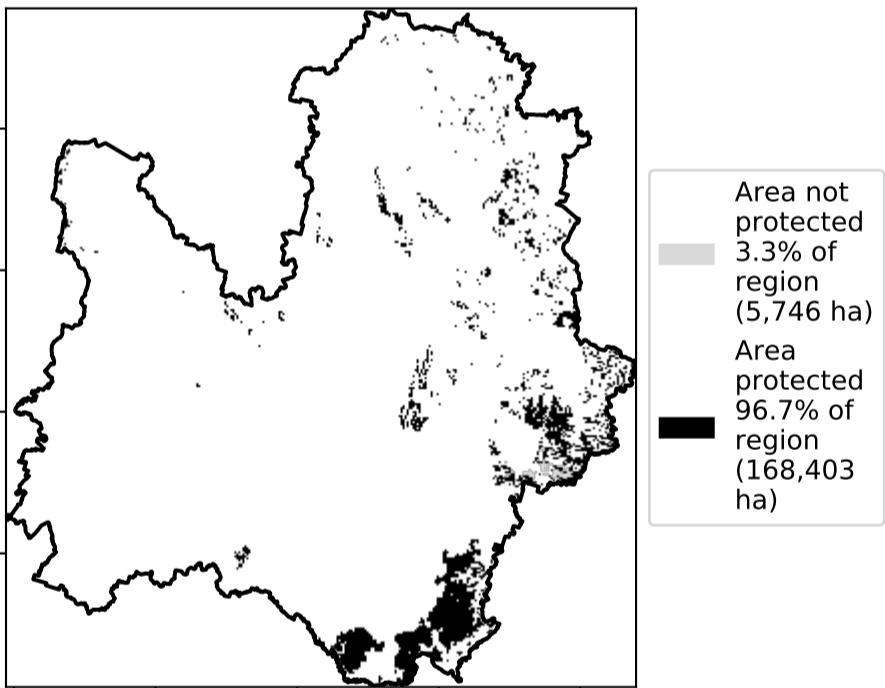 Area not
protected
3.3% of
region
(5,746 ha)
Area
protected
96.7% of
region
(168,403
ha)